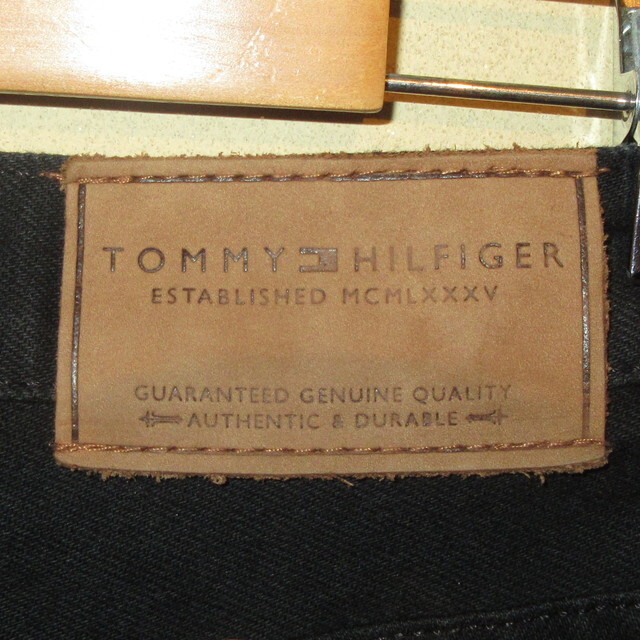 TOMMY HILFIGER
ESTABLISHED MCMLXXXV
GUARANTEED GENUINE QUALITY
AUTHENTIC & DURABLE